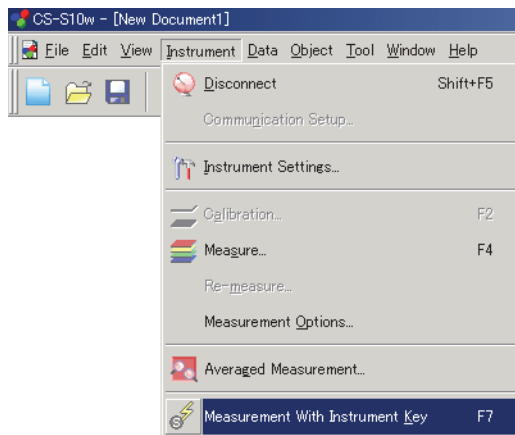 CS-S10w - [New Document1]
File Edit View Instrument Data Object Tool Window Help
Disconnect Shift+F5
Communication Setup...
Instrument Settings...
Calibration... F2
Measure... F4
Re-measure...
Measurement Options...
Averaged Measurement...
Measurement With Instrument Key F7